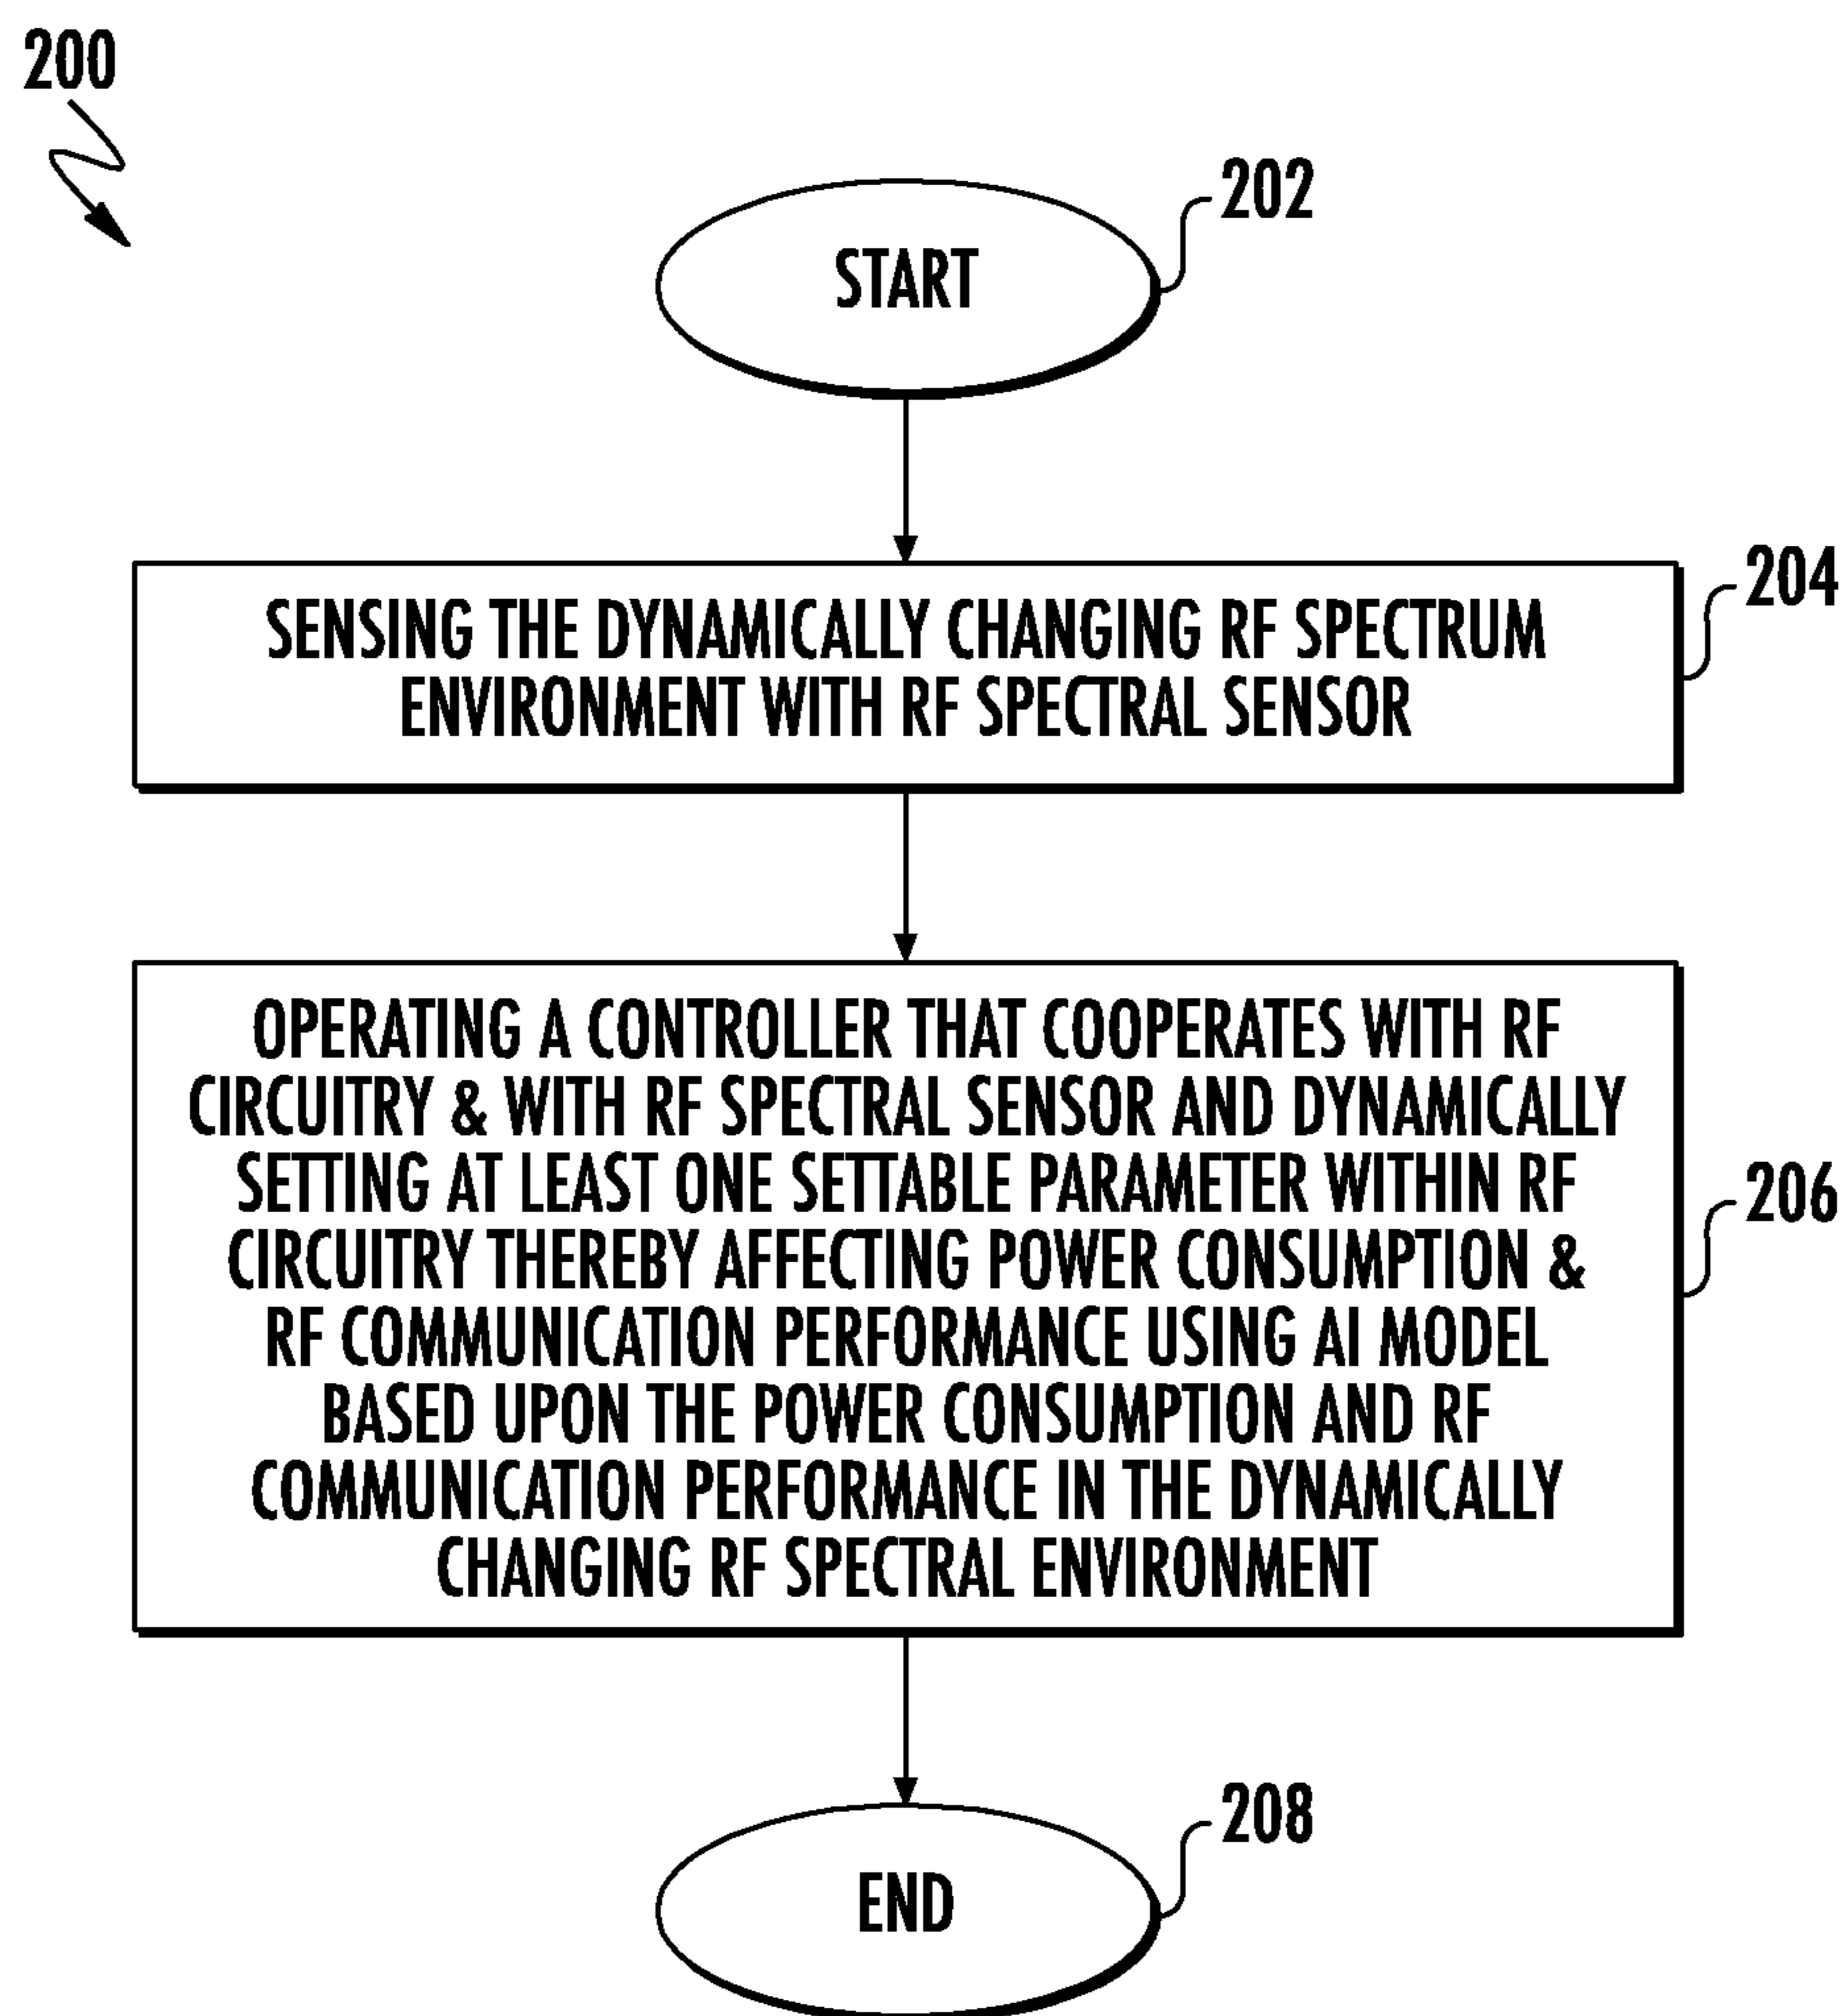 200
START
202
SENSING THE DYNAMICALLY CHANGING RF SPECTRUM
ENVIRONMENT WITH RF SPECTRAL SENSOR
204
OPERATING A CONTROLLER THAT COOPERATES WITH RF
CIRCUITRY & WITH RF SPECTRAL SENSOR AND DYNAMICALLY
SETTING AT LEAST ONE SETTABLE PARAMETER WITHIN RF
CIRCUITRY THEREBY AFFECTING POWER CONSUMPTION &
RF COMMUNICATION PERFORMANCE USING AI MODEL
BASED UPON THE POWER CONSUMPTION AND RF
COMMUNICATION PERFORMANCE IN THE DYNAMICALLY
CHANGING RF SPECTRAL ENVIRONMENT
206
END
208